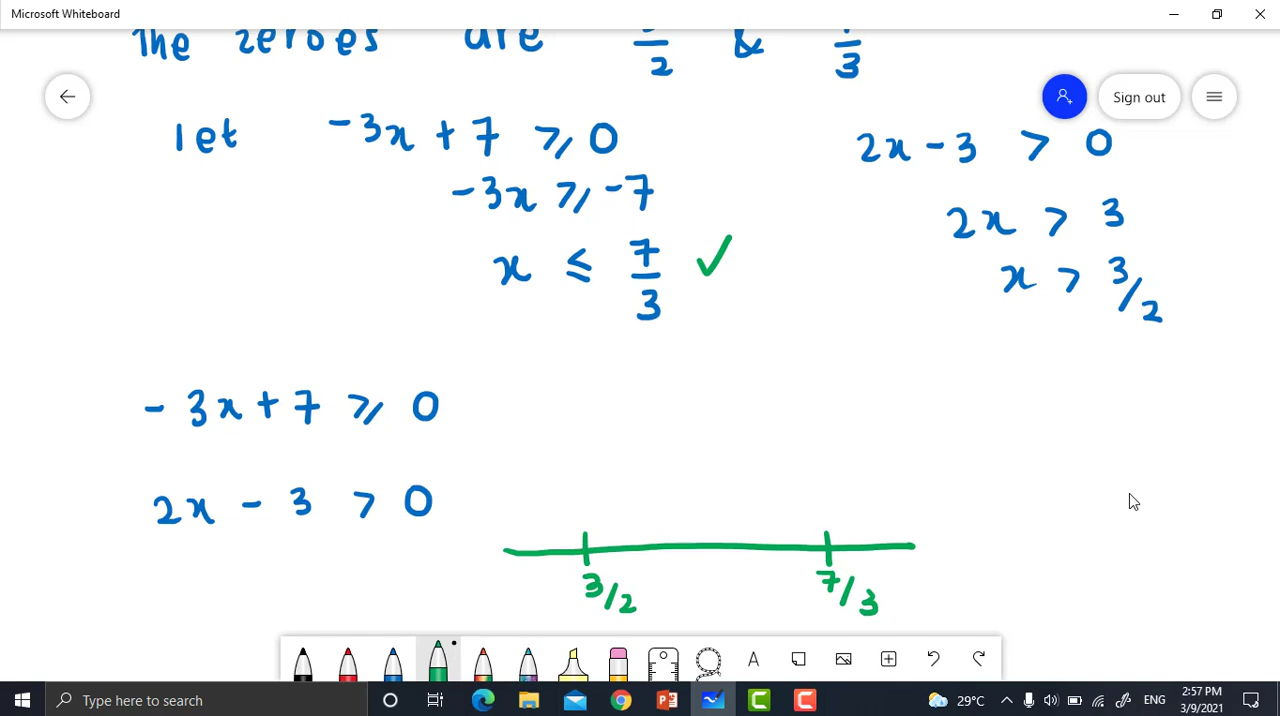 Microsoft Whiteboard
The zeroes are /2 & /3
Sign out
let -3x + 7 ⩾ 0
-3x ⩾ -7
x ≤ 7/3 ✓
2x - 3 > 0
2x > 3
x > 3/2
-3x + 7 ⩾ 0
2x - 3 > 0
3/2 7/3
A
Type here to search
29°C
ENG
2:57 PM
3/9/2021